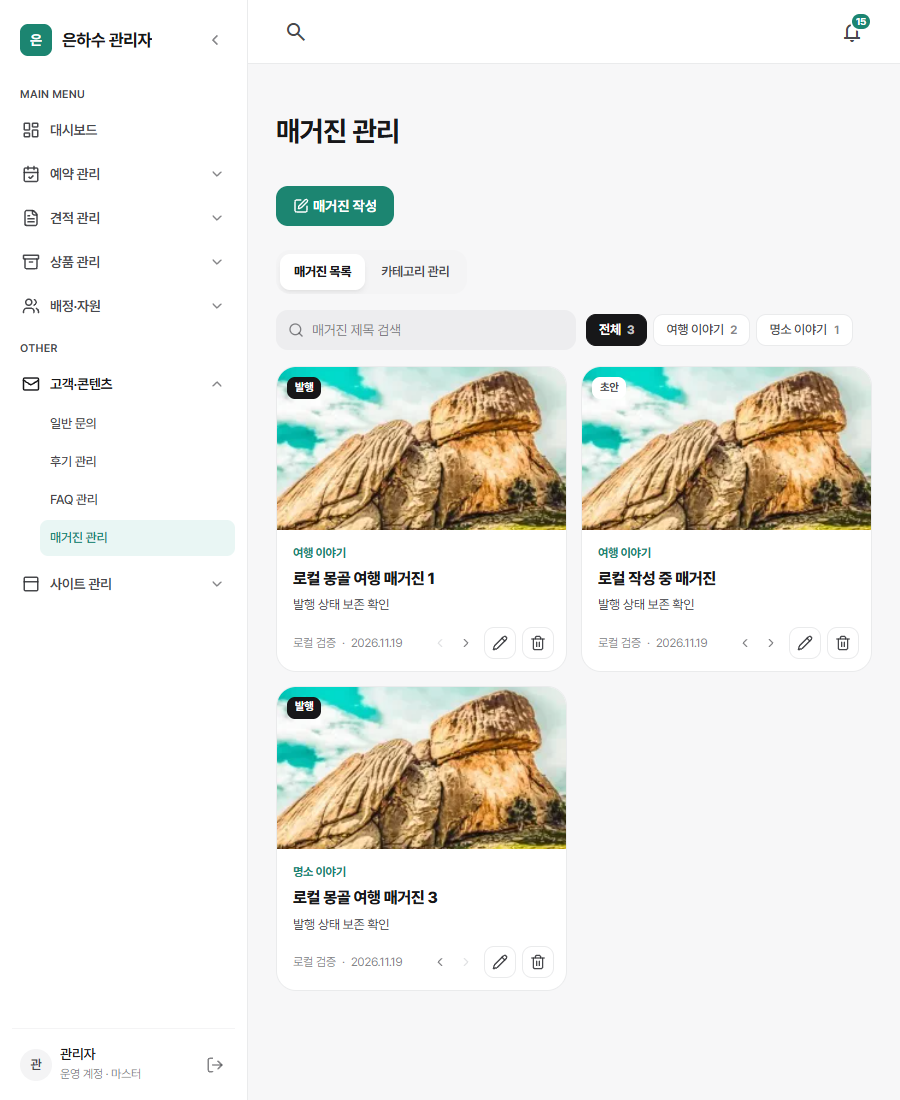 은 은하수 관리자
15
MAIN MENU
대시보드
예약 관리
견적 관리
상품 관리
배정·자원
OTHER
고객·콘텐츠
일반 문의
후기 관리
FAQ 관리
매거진 관리
사이트 관리
관 관리자
운영 계정 · 마스터
매거진 관리
매거진 작성
매거진 목록 카테고리 관리
매거진 제목 검색 전체 3 여행 이야기 2 명소 이야기 1
발행
여행 이야기
로컬 몽골 여행 매거진 1
발행 상태 보존 확인
로컬 검증 · 2026.11.19
초안
여행 이야기
로컬 작성 중 매거진
발행 상태 보존 확인
로컬 검증 · 2026.11.19
발행
명소 이야기
로컬 몽골 여행 매거진 3
발행 상태 보존 확인
로컬 검증 · 2026.11.19